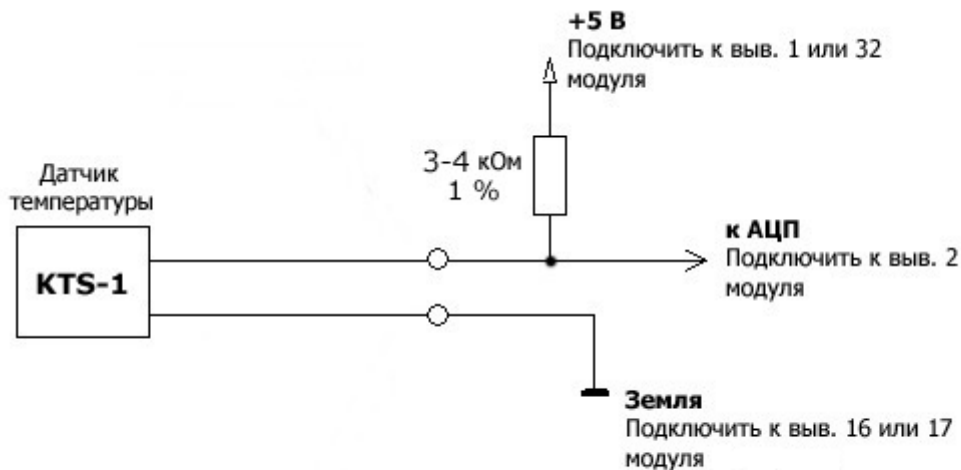 +5 В
Подключить к выв. 1 или 32
модуля
3-4 кОм
1 %
Датчик
температуры
KTS-1
к АЦП
Подключить к выв. 2
модуля
Земля
Подключить к выв. 16 или 17
модуля